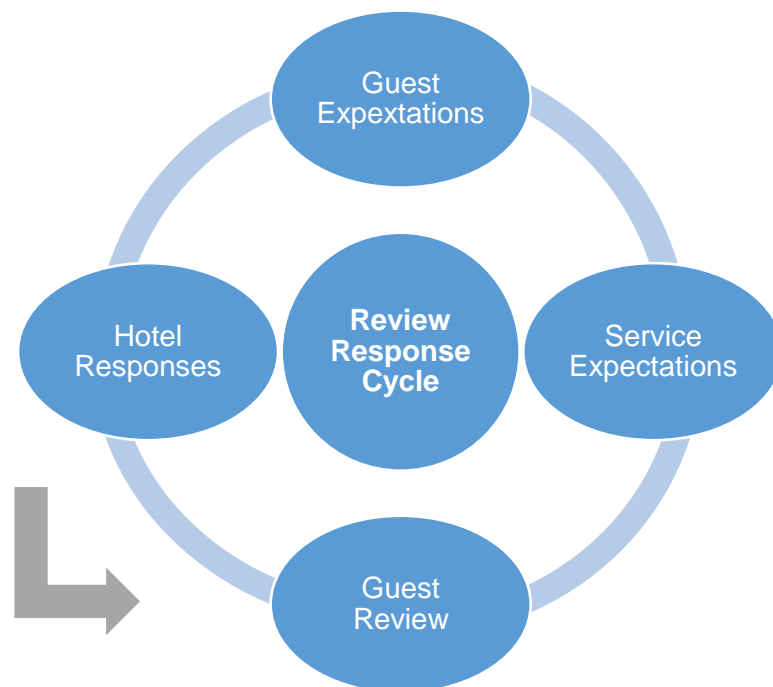 Guest
Expextations
Hotel
Responses
Review
Response
Cycle
Service
Expectations
Guest
Review